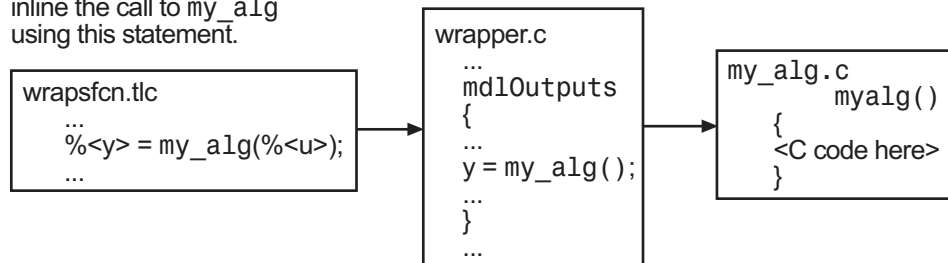 inline the call to my_alg
using this statement.
wrapsfcn.tlc
...
%<y> = my_alg(%<u>);
...
wrapper.c
...
mdlOutputs
{
...
y = my_alg();
...
}
...
my_alg.c
myalg()
{
<C code here>
}